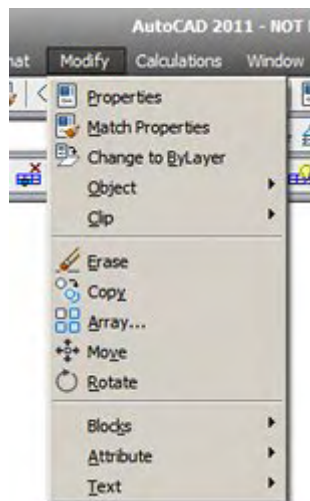 AutoCAD 2011 - NOT
Modify Calculations Window
Properties
Match Properties
Change to ByLayer
Object
Clip
Erase
Copy
Array...
Move
Rotate
Blocks
Attribute
Text